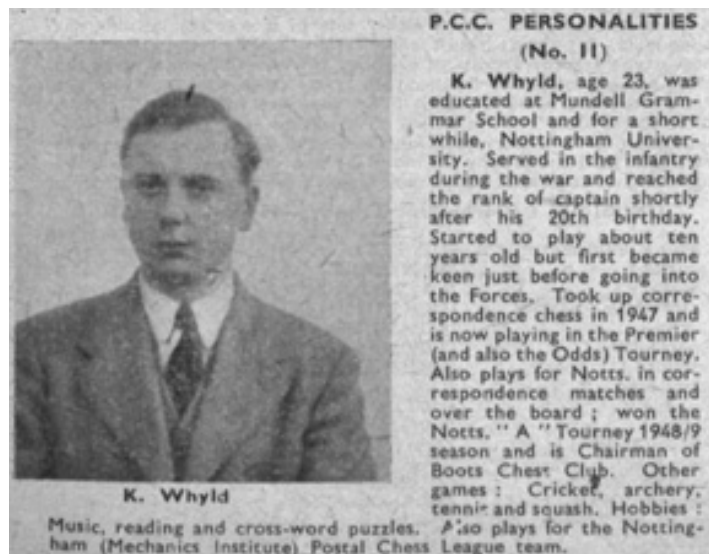 P.C.C. PERSONALITIES
(No. 11)
K. Whyld, age 23, was
educated at Mundell Gram-
mar School and for a short
while, Nottingham Univer-
sity. Served in the infantry
during the war and reached
the rank of captain shortly
after his 20th birthday.
Started to play about ten
years old but first became
keen just before going into
the Forces. Took up corre-
spondence chess in 1947 and
is now playing in the Premier
(and also the Odds) Tourney.
Also plays for Notts. in cor-
respondence matches and
over the board ; won the
Notts. " A " Tourney 1948/9
season and is Chairman of
Boots Chest Club. Other
games : Cricket, archery,
tennis and squash. Hobbies :
K. Whyld
Music, reading and cross-word puzzles. Also plays for the Notting-
ham (Mechanics Institute) Postal Chess League team.